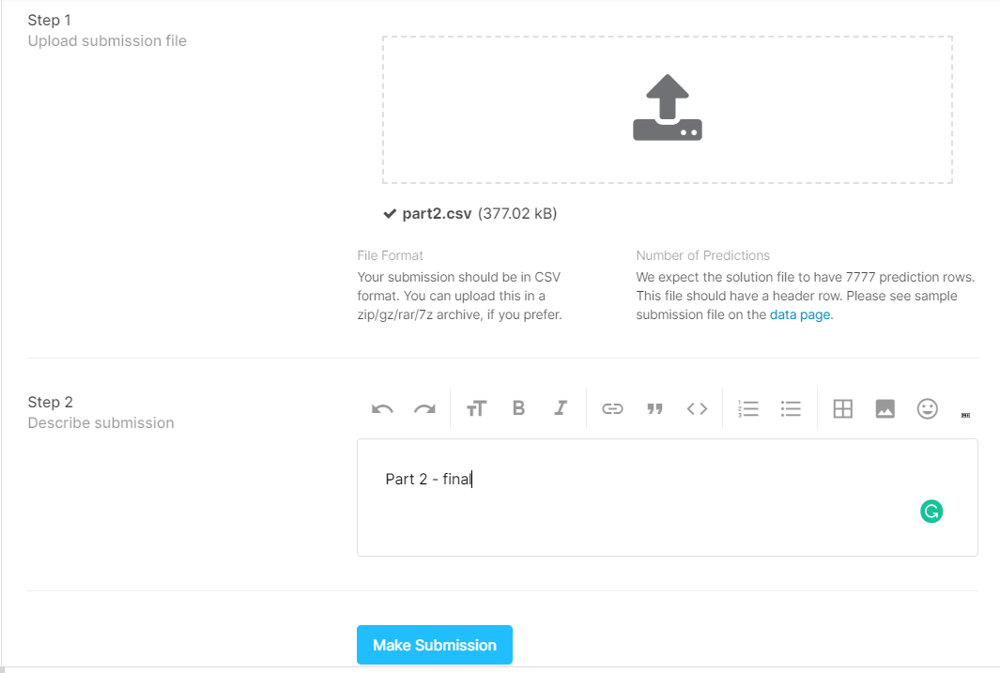 Step 1
Upload submission file
part2.csv (377.02 kB)
File Format
Your submission should be in CSV
format. You can upload this in a
zip/gz/rar/7z archive, if you prefer.
Number of Predictions
We expect the solution file to have 7777 prediction rows.
This file should have a header row. Please see sample
submission file on the data page.
Step 2
Describe submission
Part 2 - final
Make Submission